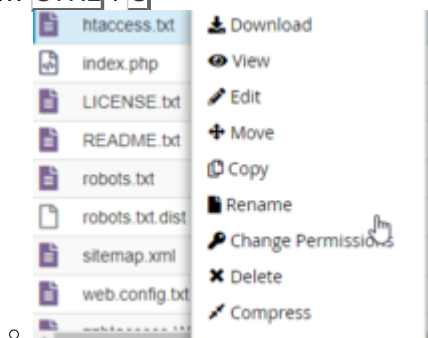 htaccess.txt
index.php
LICENSE.txt
README.txt
robots.txt
robots.txt.dist
sitemap.xml
web.config.txt
Download
View
Edit
Move
Copy
Rename
Change Permissions
Delete
Compress